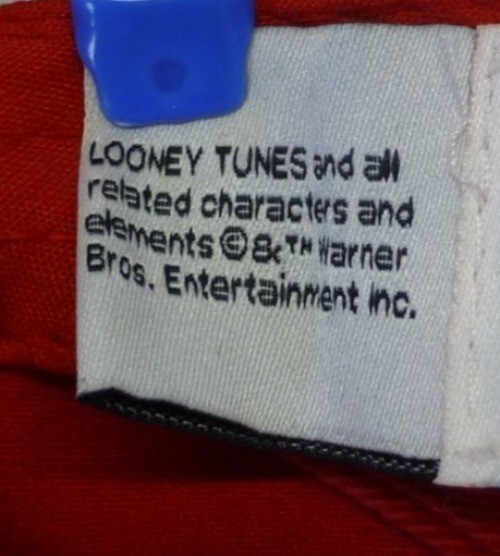 LOONEY TUNES and all
related characters and
elements © & ™ Warner
Bros. Entertainment Inc.